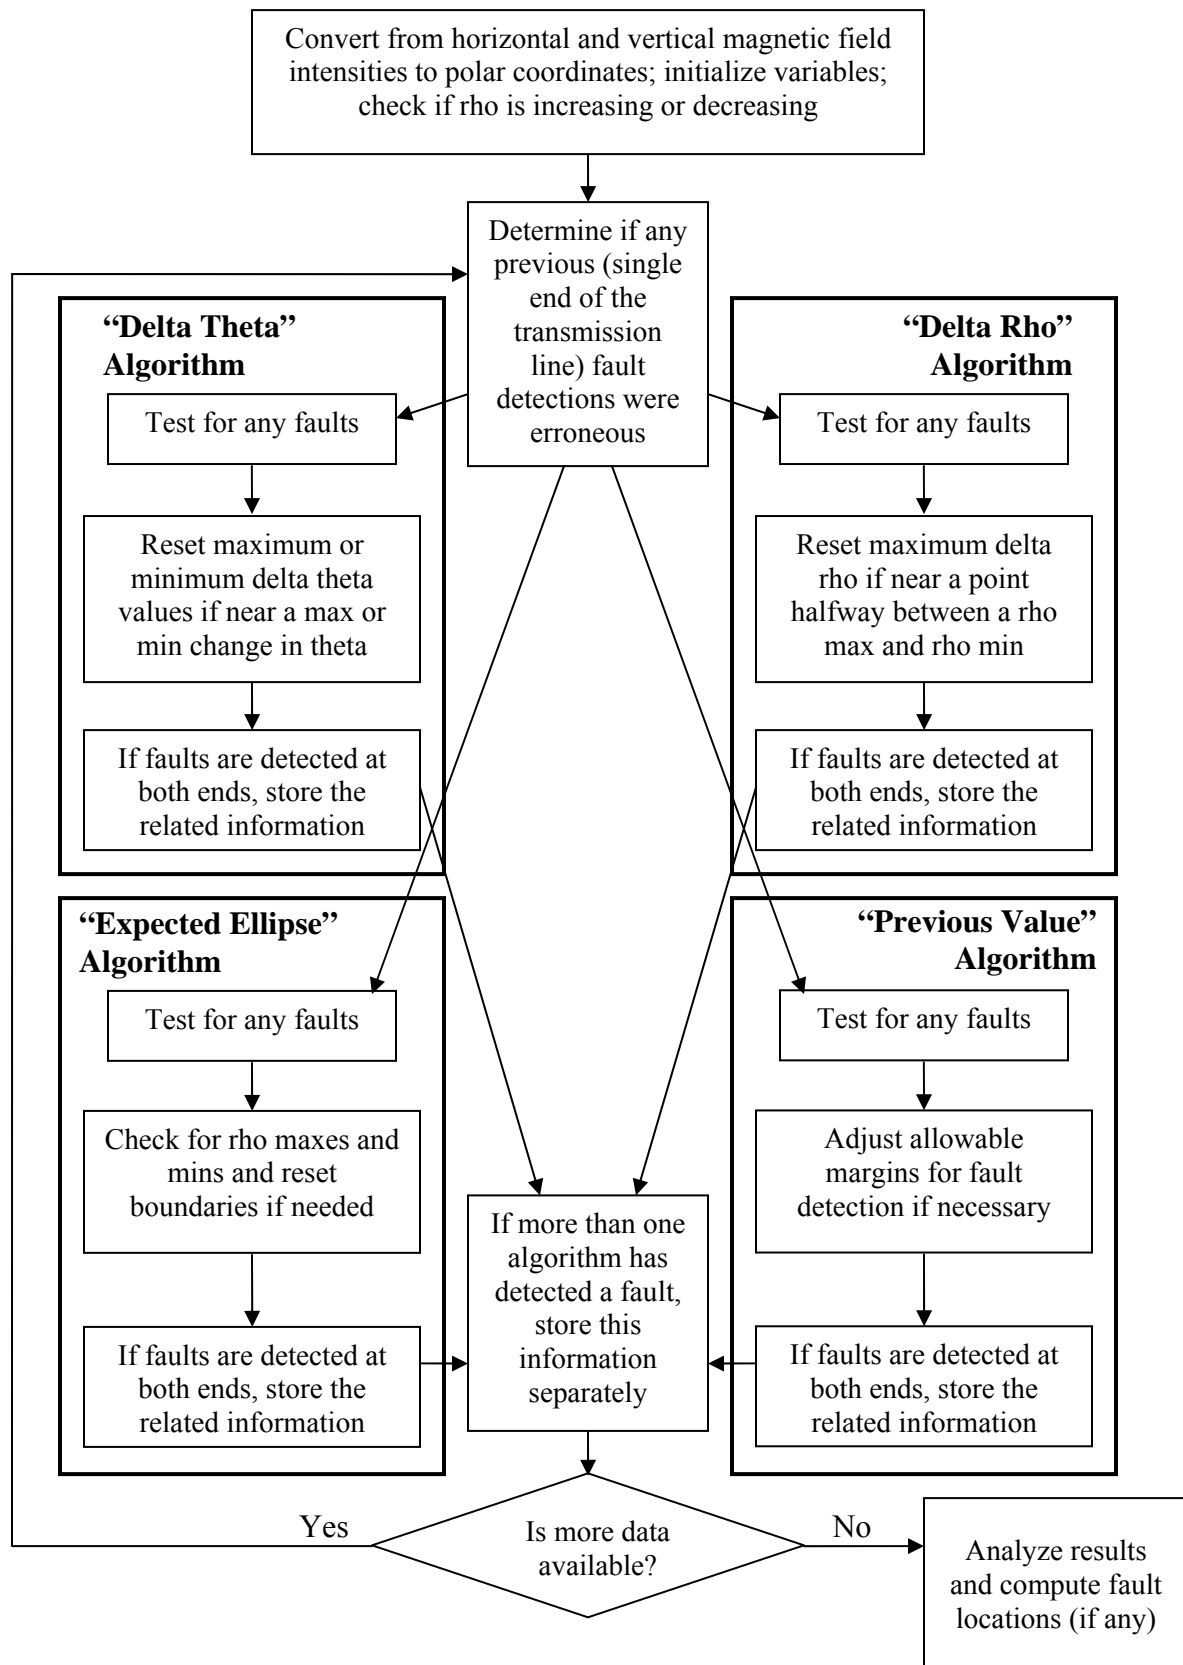 Convert from horizontal and vertical magnetic field
intensities to polar coordinates; initialize variables;
check if rho is increasing or decreasing
Determine if any
previous (single
end of the
transmission
line) fault
detections were
erroneous
“Delta Theta”
Algorithm
Test for any faults
Reset maximum or
minimum delta theta
values if near a max or
min change in theta
If faults are detected at
both ends, store the
related information
“Delta Rho”
Algorithm
Test for any faults
Reset maximum delta
rho if near a point
halfway between a rho
max and rho min
If faults are detected at
both ends, store the
related information
“Expected Ellipse”
Algorithm
Test for any faults
Check for rho maxes and
mins and reset
boundaries if needed
If faults are detected at
both ends, store the
related information
“Previous Value”
Algorithm
Test for any faults
Adjust allowable
margins for fault
detection if necessary
If faults are detected at
both ends, store the
related information
If more than one
algorithm has
detected a fault,
store this
information
separately
Is more data
available?
Yes
No
Analyze results
and compute fault
locations (if any)